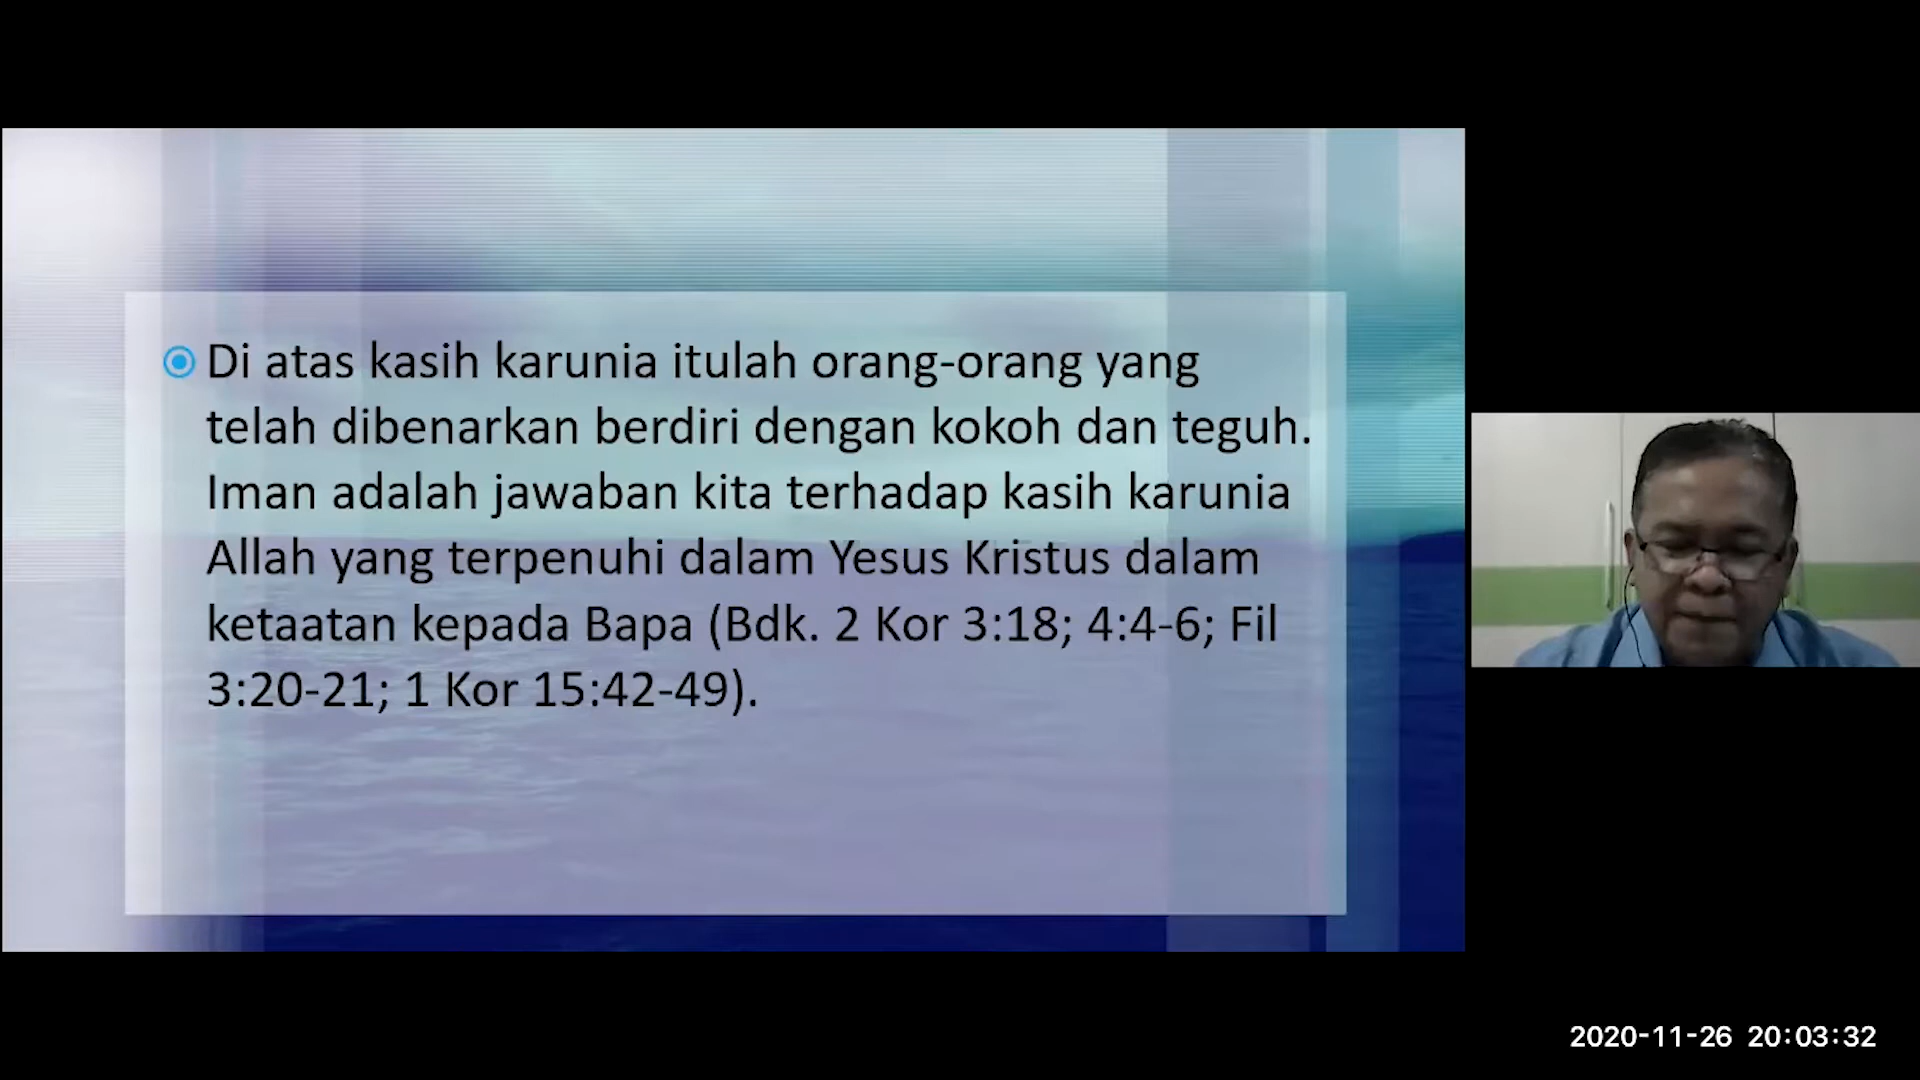 Di atas kasih karunia itulah orang-orang yang
telah dibenarkan berdiri dengan kokoh dan teguh.
Iman adalah jawaban kita terhadap kasih karunia
Allah yang terpenuhi dalam Yesus Kristus dalam
ketaatan kepada Bapa (Bdk. 2 Kor 3:18; 4:4-6; Fil
3:20-21; 1 Kor 15:42-49).
2020-11-26 20:03:32